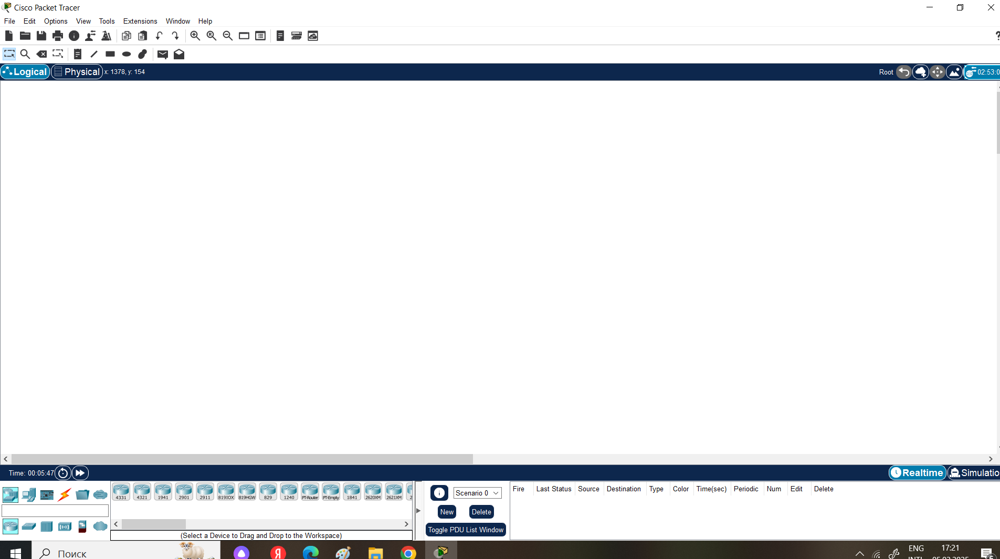 Cisco Packet Tracer
File Edit Options View Tools Extensions Window Help
?
Logical Physical x: 1378, y: 154 Root 02:53:0
Time: 00:05:47 Realtime Simulatio
4331 4321 1941 2901 2911 819IOX 819HGW 829 1240 PT-Router PT-Empty 1841 2620XM 2621XM 2
(Select a Device to Drag and Drop to the Workspace)
Scenario 0
New Delete
Toggle PDU List Window
Fire Last Status Source Destination Type Color Time(sec) Periodic Num Edit Delete
Поиск
Я
ENG 17:21